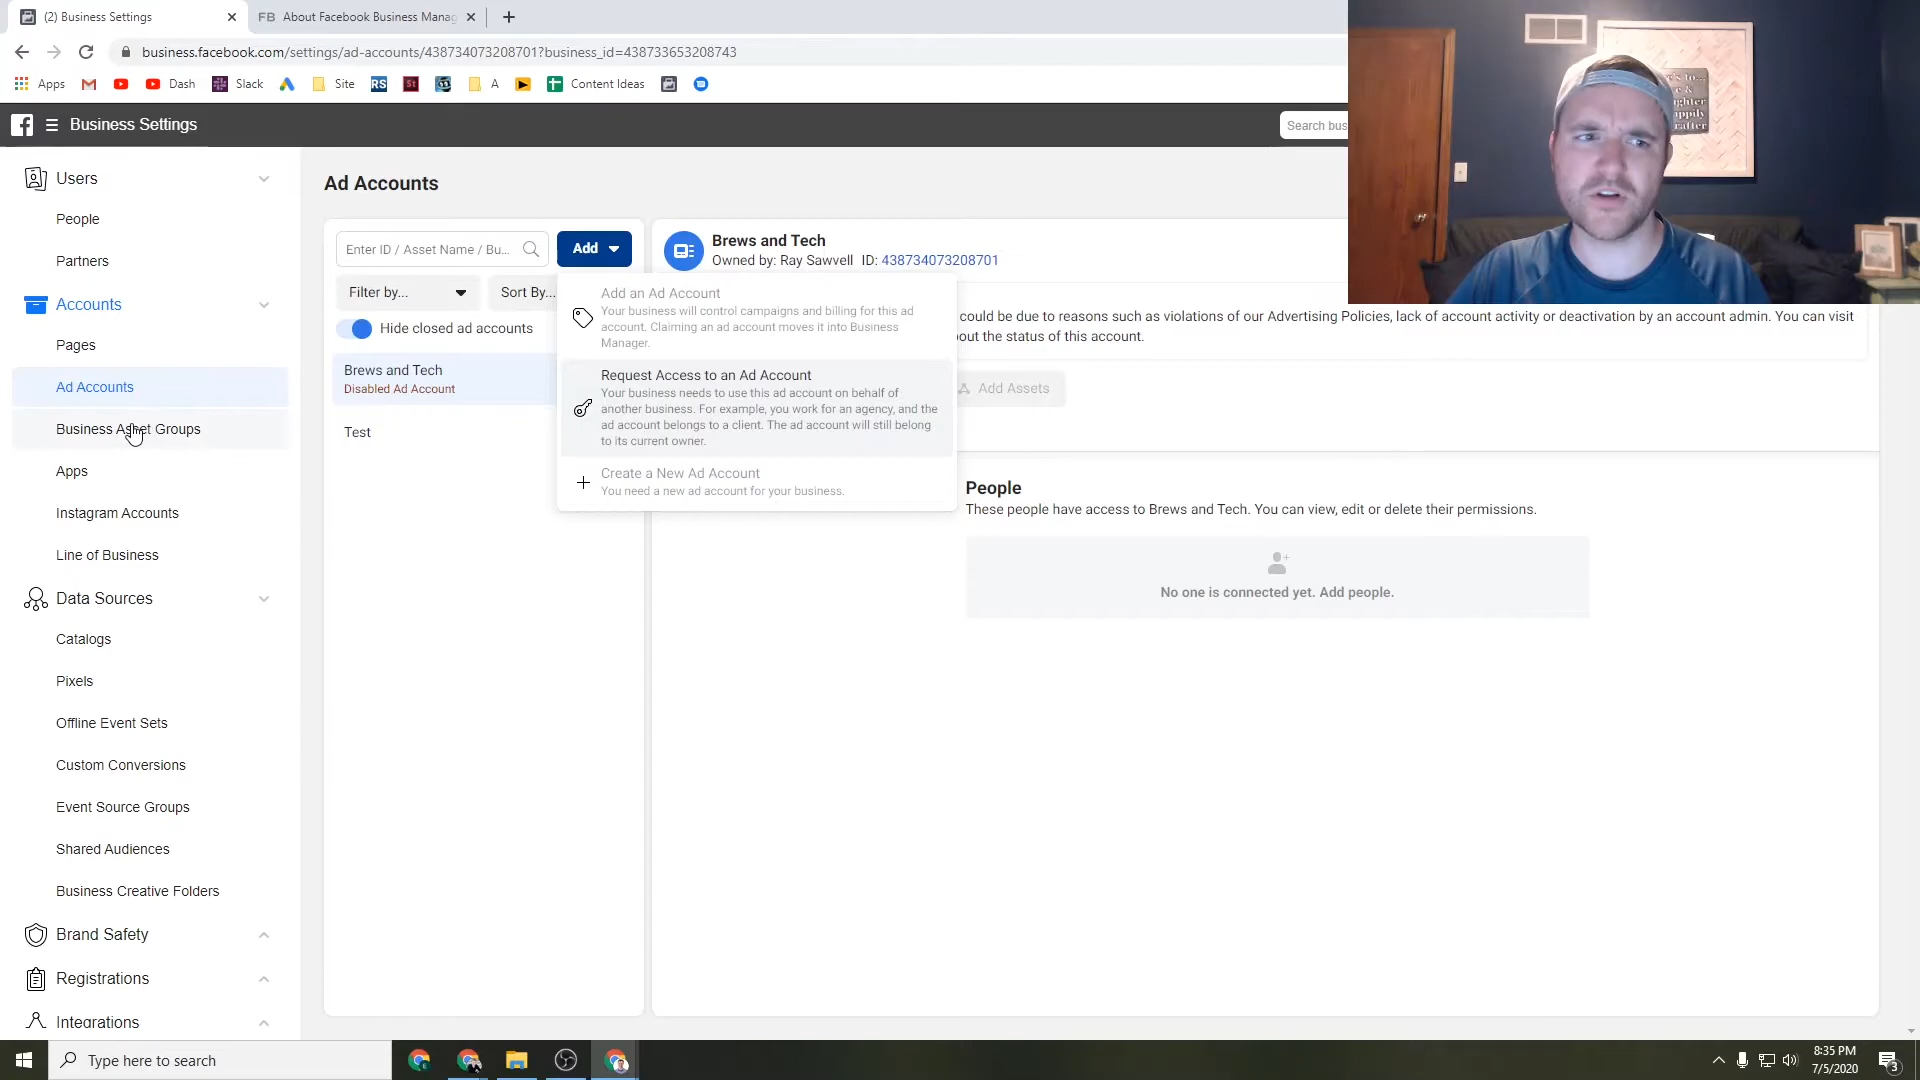 (2) Business Settings
FB About Facebook Business Manag
business.facebook.com/settings/ad-accounts/438734073208701?business_id=438733653208743
Apps
Dash
Slack
Site
RS
St
A
Content Ideas
Business Settings
Search bus
Users
People
Partners
Accounts
Pages
Ad Accounts
Business Asset Groups
Apps
Instagram Accounts
Line of Business
Data Sources
Catalogs
Pixels
Offline Event Sets
Custom Conversions
Event Source Groups
Shared Audiences
Business Creative Folders
Brand Safety
Registrations
Integrations
Ad Accounts
Enter ID / Asset Name / Bu...
Add
Filter by...
Sort By...
Hide closed ad accounts
Brews and Tech
Disabled Ad Account
Test
Add an Ad Account
Your business will control campaigns and billing for this ad
account. Claiming an ad account moves it into Business
Manager.
Request Access to an Ad Account
Your business needs to use this ad account on behalf of
another business. For example, you work for an agency, and the
ad account belongs to a client. The ad account will still belong
to its current owner.
Create a New Ad Account
You need a new ad account for your business.
Brews and Tech
Owned by: Ray Sawvell ID: 438734073208701
could be due to reasons such as violations of our Advertising Policies, lack of account activity or deactivation by an account admin. You can visit
out the status of this account.
Add Assets
People
These people have access to Brews and Tech. You can view, edit or delete their permissions.
No one is connected yet. Add people.
Type here to search
8:35 PM
7/5/2020
3